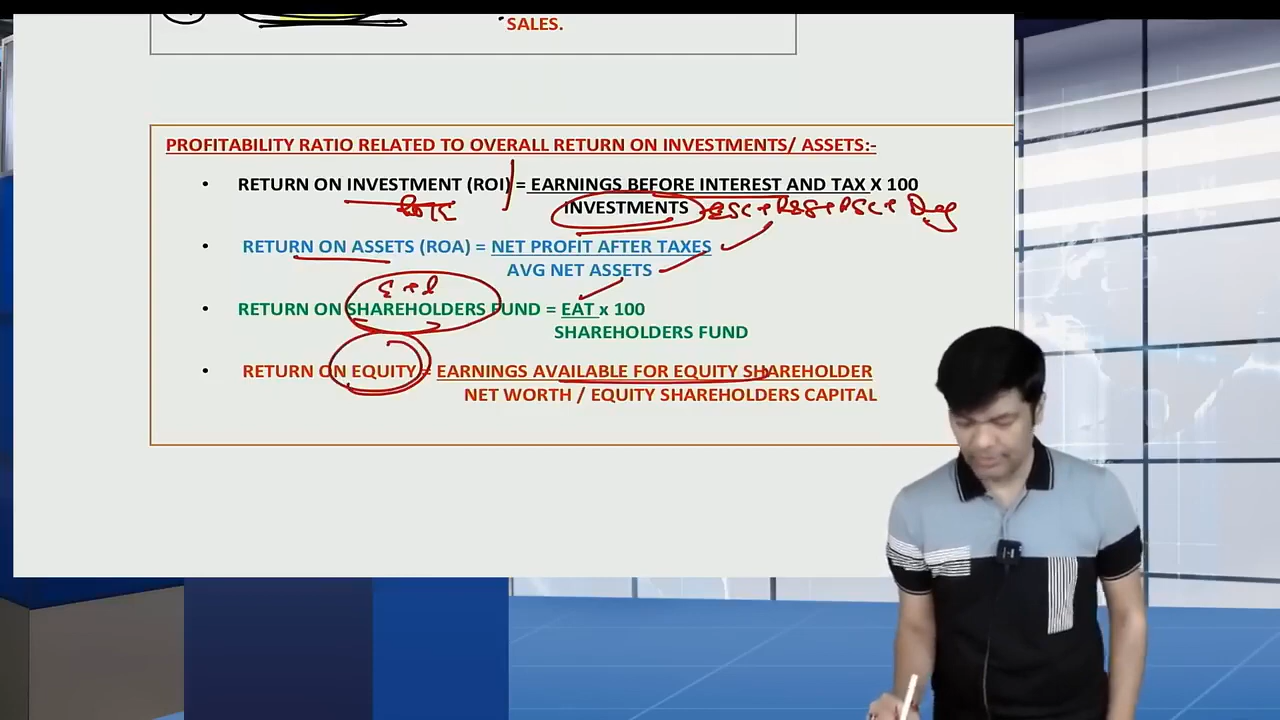 SALES.
PROFITABILITY RATIO RELATED TO OVERALL RETURN ON INVESTMENTS/ ASSETS:-
• RETURN ON INVESTMENT (ROI) = EARNINGS BEFORE INTEREST AND TAX X 100
INVESTMENTS
• RETURN ON ASSETS (ROA) = NET PROFIT AFTER TAXES
AVG NET ASSETS
• RETURN ON SHAREHOLDERS FUND = EAT x 100
SHAREHOLDERS FUND
• RETURN ON EQUITY = EARNINGS AVAILABLE FOR EQUITY SHAREHOLDER
NET WORTH / EQUITY SHAREHOLDERS CAPITAL